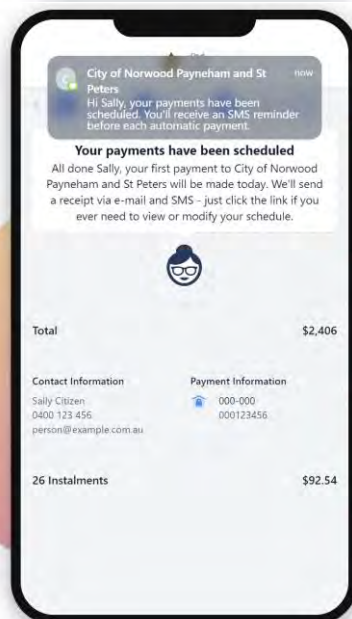 City of Norwood Payneham and St now
Peters
Hi Sally, your payments have been
scheduled. You'll receive an SMS reminder
before each automatic payment.
Your payments have been scheduled
All done Sally, your first payment to City of Norwood
Payneham and St Peters will be made today. We'll send
a receipt via e-mail and SMS - just click the link if you
ever need to view or modify your schedule.
Total $2,406
Contact Information Payment Information
Sally Citizen 000-000
0400 123 456 000123456
person@example.com.au
26 Instalments $92.54